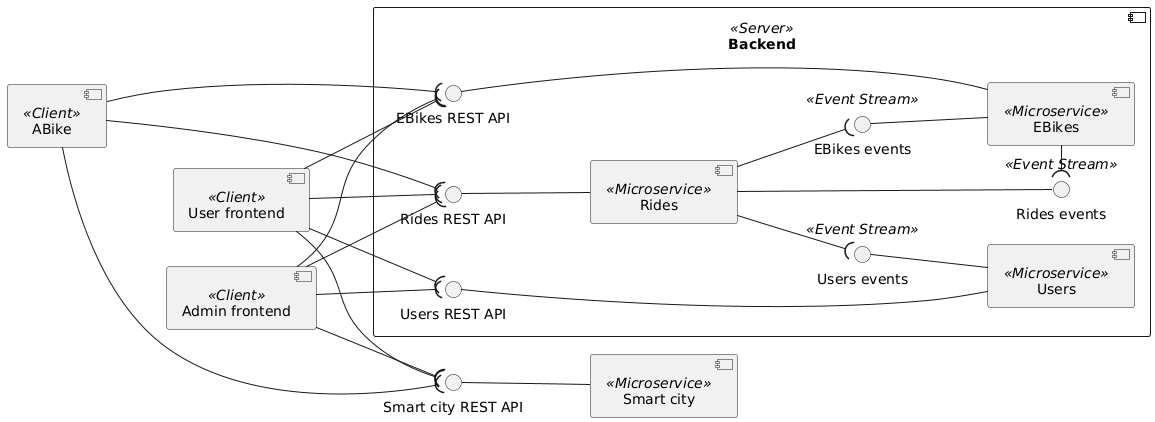 «Server»
Backend
«Client»
ABike
EBikes REST API
«Event Stream»
EBikes events
«Microservice»
EBikes
«Event Stream»
Rides events
«Client»
User frontend
Rides REST API
«Microservice»
Rides
«Event Stream»
Users events
«Microservice»
Users
«Client»
Admin frontend
Users REST API
Smart city REST API
«Microservice»
Smart city